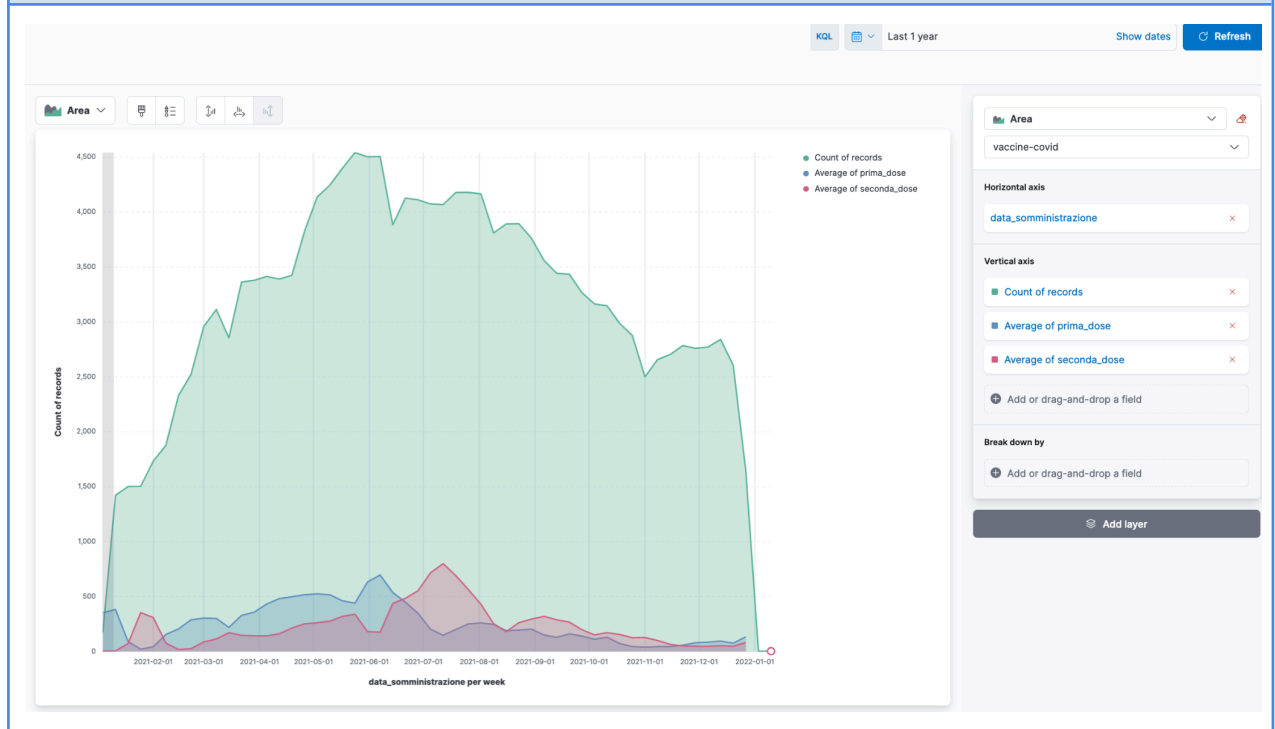 KQL
Last 1 year
Show dates
Refresh
Area
Area
vaccine-covid
Horizontal axis
data_somministrazione
Vertical axis
Count of records
Average of prima_dose
Average of seconda_dose
Add or drag-and-drop a field
Break down by
Add or drag-and-drop a field
Add layer
Count of records
Average of prima_dose
Average of seconda_dose
4,500
4,000
3,500
3,000
2,500
2,000
1,500
1,000
500
0
Count of records
2021-02-01 2021-03-01 2021-04-01 2021-05-01 2021-06-01 2021-07-01 2021-08-01 2021-09-01 2021-10-01 2021-11-01 2021-12-01 2022-01-01
data_somministrazione per week